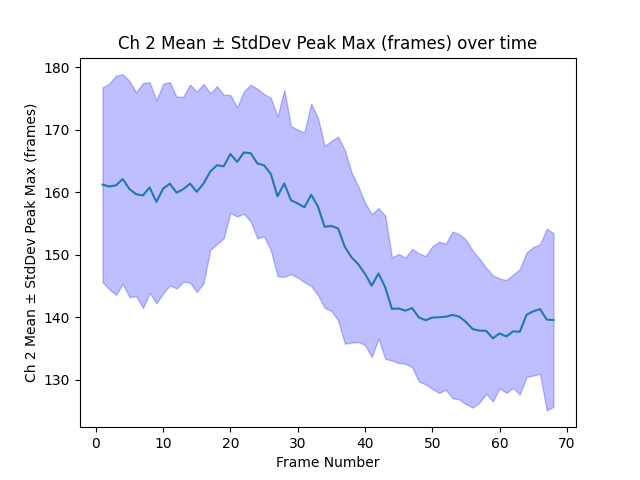 Ch 2 Mean ± StdDev Peak Max (frames) over time
Ch 2 Mean ± StdDev Peak Max (frames)
180
170
160
150
140
130
0 10 20 30 40 50 60 70
Frame Number